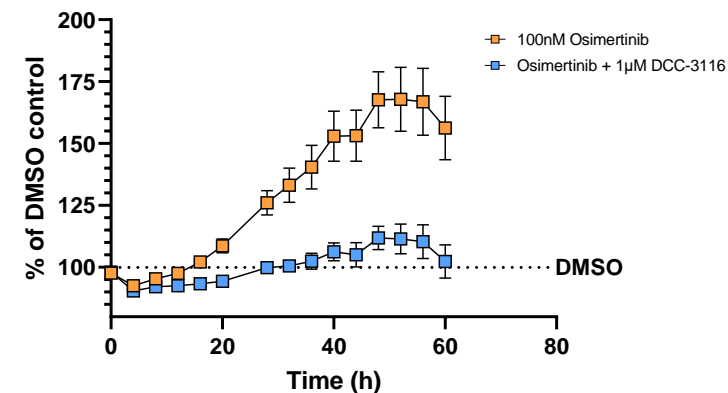 200
175
150
125
100
% of DMSO control
0
20
40
60
80
Time (h)
DMSO
100nM Osimertinib
Osimertinib + 1μM DCC-3116